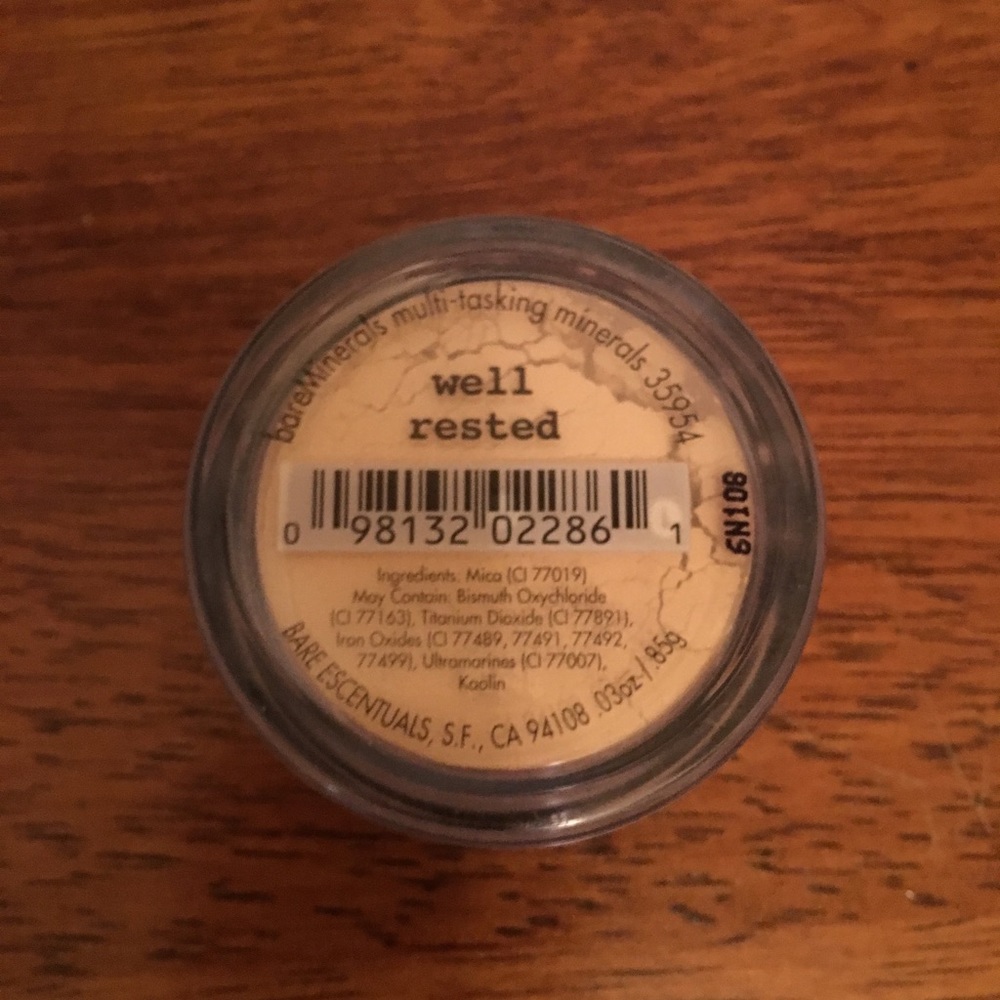 bareMinerals multi-tasking minerals 35954
well
rested
0 98132 02286 1
6N108
Ingredients: Mica (CI 77019)
May Contain: Bismuth Oxychloride
(CI 77163), Titanium Dioxide (CI 77891),
Iron Oxides (CI 77489, 77491, 77492,
77499), Ultramarines (CI 77007),
Kaolin
BARE ESCENTUALS, S.F., CA 94108 .03oz/.85g